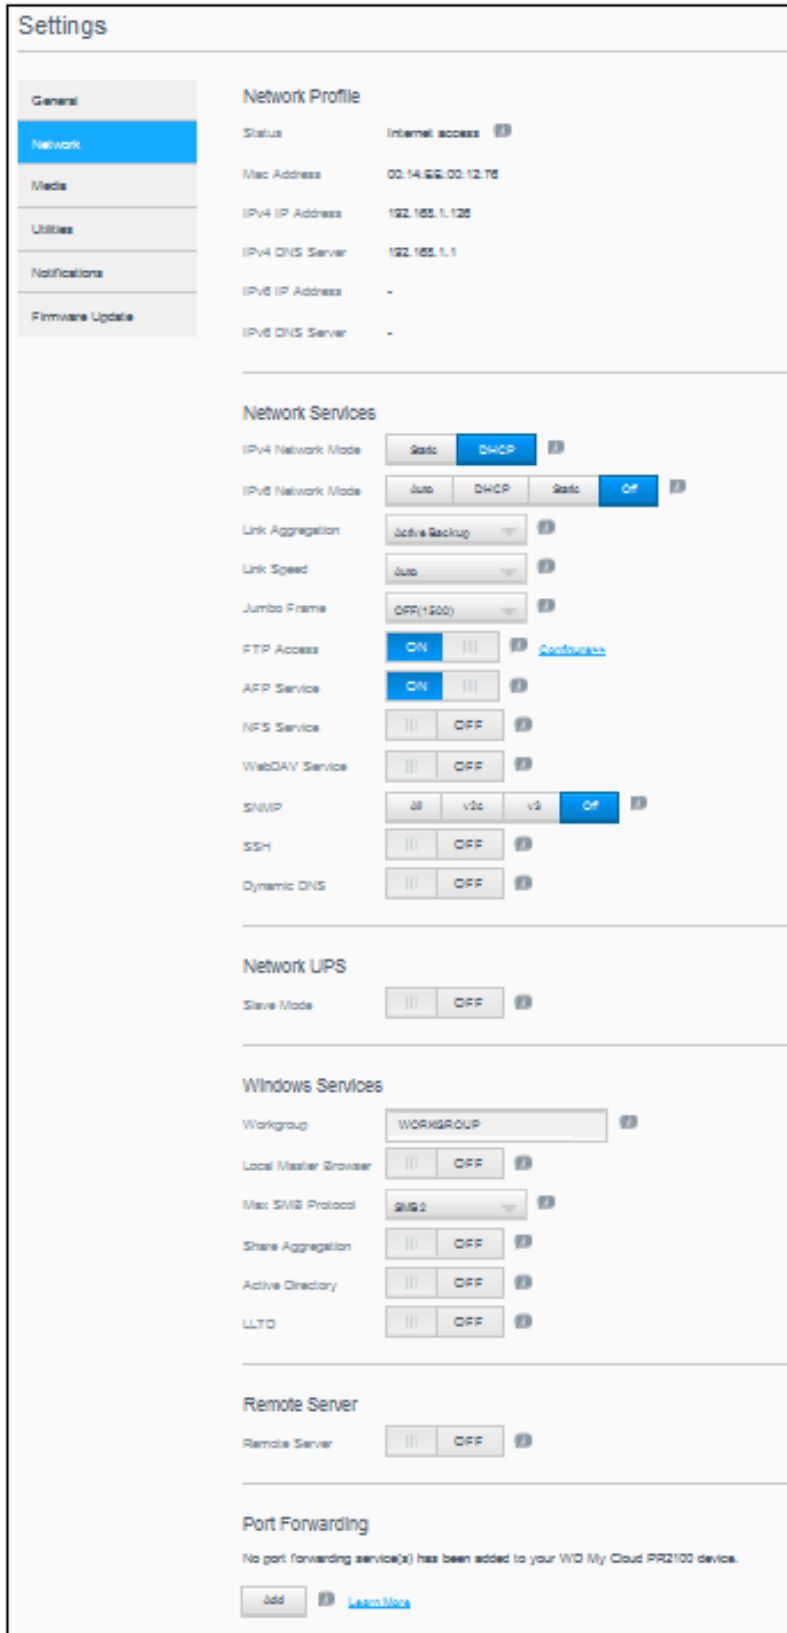 Settings
General
Network
Media
Utilities
Notifications
Firmware Update
Network Profile
Status Internet access
Mac Address 00:14:EE:00:12:76
IPv4 IP Address 192.168.1.126
IPv4 DNS Server 192.168.1.1
IPv6 IP Address -
IPv6 DNS Server -
Network Services
IPv4 Network Mode Static DHCP
IPv6 Network Mode Auto DHCP Static Off
Link Aggregation Active Backup
Link Speed Auto
Jumbo Frame OFF(1500)
FTP Access ON Configure>>
AFP Service ON
NFS Service OFF
WebDAV Service OFF
SNMP All v2c v3 Off
SSH OFF
Dynamic DNS OFF
Network UPS
Slave Mode OFF
Windows Services
Workgroup WORKGROUP
Local Master Browser OFF
Max SMB Protocol SMB 2
Share Aggregation OFF
Active Directory OFF
LLTD OFF
Remote Server
Remote Server OFF
Port Forwarding
No port forwarding service(s) has been added to your WD My Cloud PR2100 device.
Add Learn More